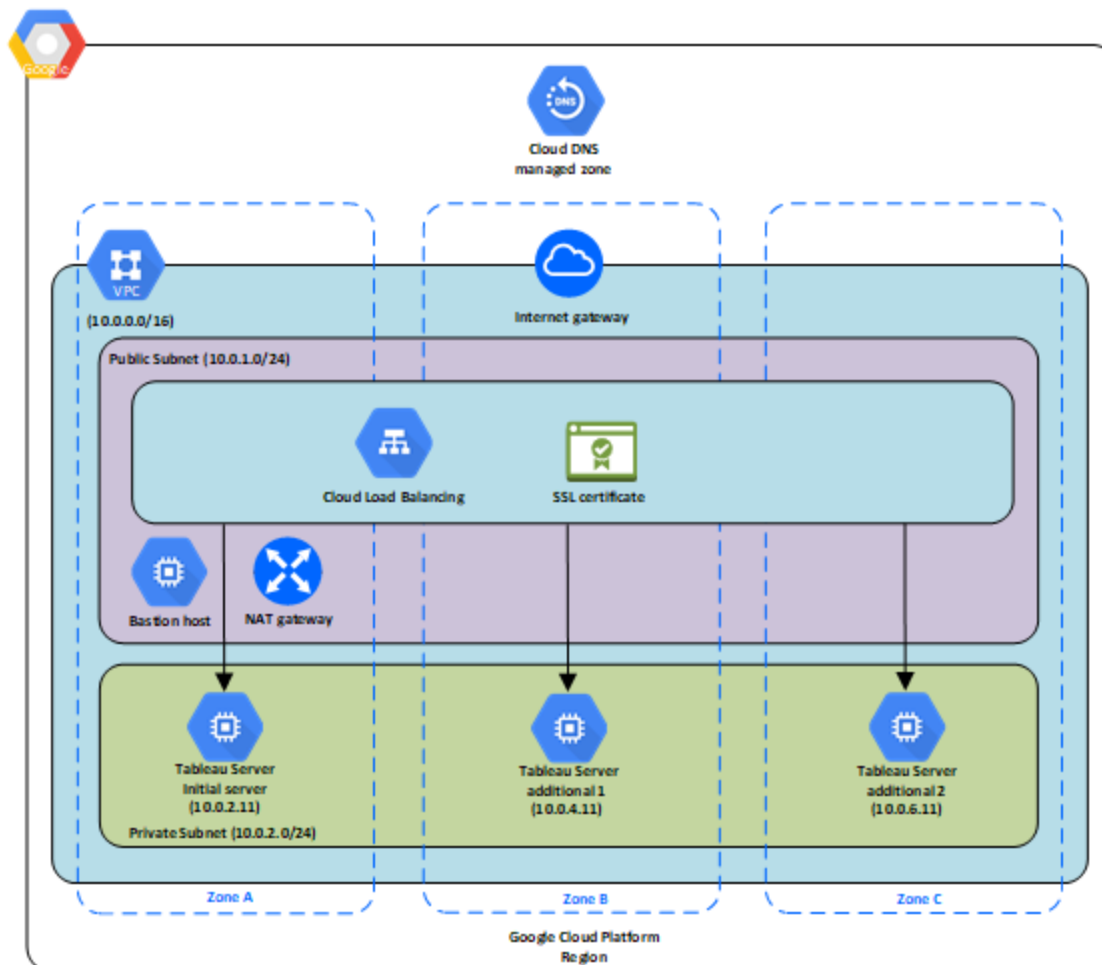 Google
DNS
Cloud DNS
managed zone
VPC
(10.0.0.0/16)
Internet gateway
Public Subnet (10.0.1.0/24)
Cloud Load Balancing
SSL certificate
Bastion host
NAT gateway
Tableau Server
Initial server
(10.0.2.11)
Tableau Server
additional 1
(10.0.4.11)
Tableau Server
additional 2
(10.0.6.11)
Private Subnet (10.0.2.0/24)
Zone A
Zone B
Zone C
Google Cloud Platform
Region